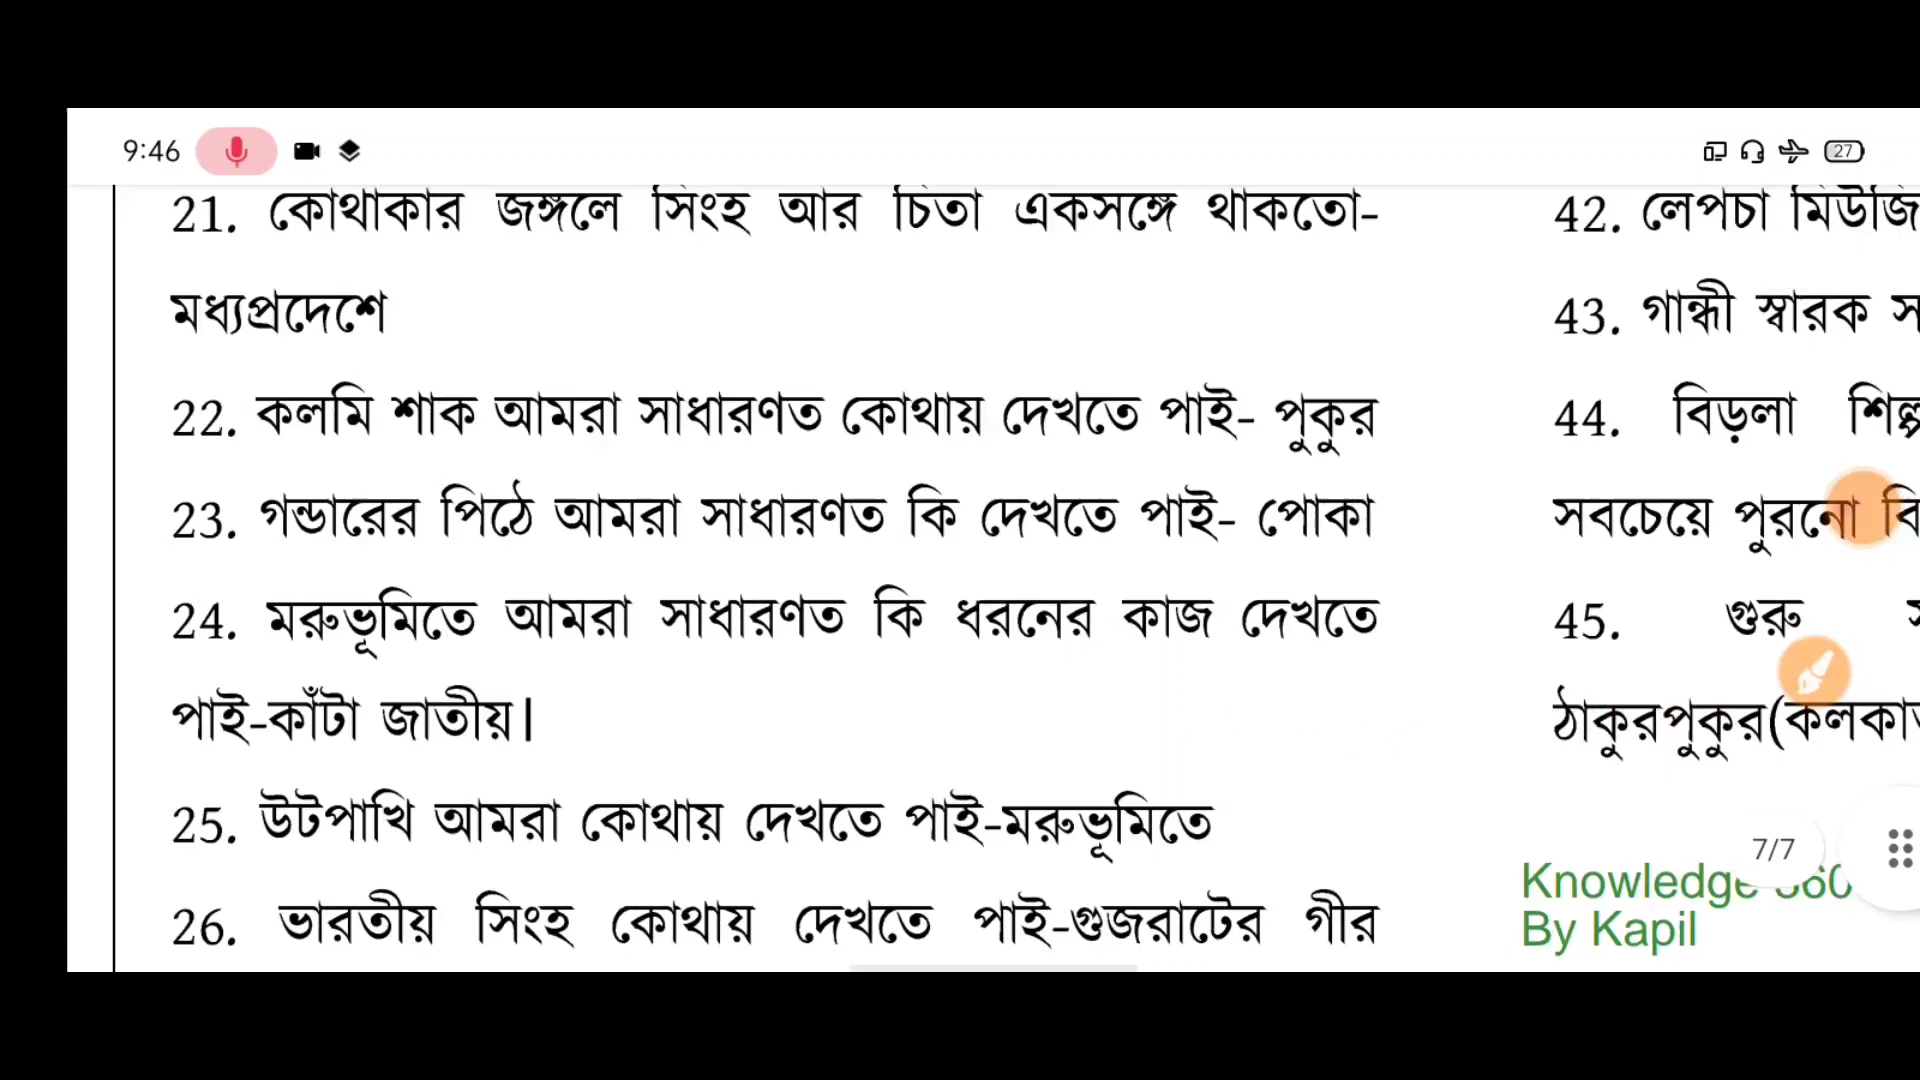 9:46
27
21. কোথাকার জঙ্গলে সিংহ আর চিতা একসঙ্গে থাকতো-
মধ্যপ্রদেশে
22. কলমি শাক আমরা সাধারণত কোথায় দেখতে পাই- পুকুর
23. গন্ডারের পিঠে আমরা সাধারণত কি দেখতে পাই- পোকা
24. মরুভূমিতে আমরা সাধারণত কি ধরনের কাজ দেখতে
পাই-কাঁটা জাতীয়।
25. উটপাখি আমরা কোথায় দেখতে পাই-মরুভূমিতে
26. ভারতীয় সিংহ কোথায় দেখতে পাই-গুজরাটের গীর
42. লেপচা
43. গান্ধী স্বারক
44. বিড়লা
সবচেয়ে পুরনো
45. গুরু
ঠাকুরপুকুর
7/7
Knowledge
By Kapil